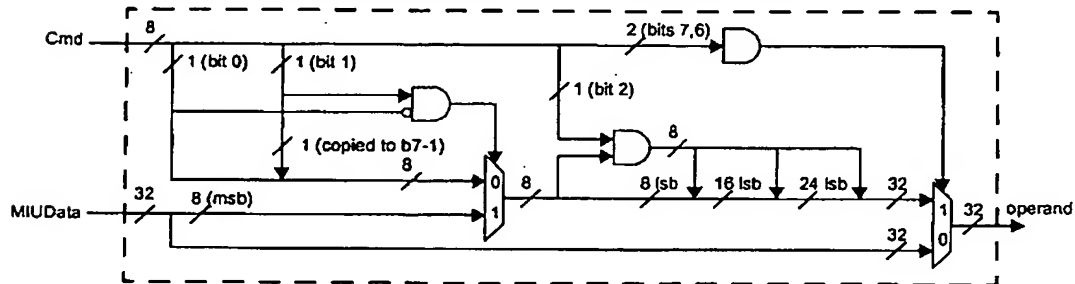 8
2 (bits 7,6)
Cmd
1 (bit 0)
1 (bit 1)
1 (bit 2)
1 (copied to b7-1)
8
8
0
32
8 (msb)
8
8 lsb
16 lsb
24 lsb
32
MIUData
1
1
32
operand
0
32